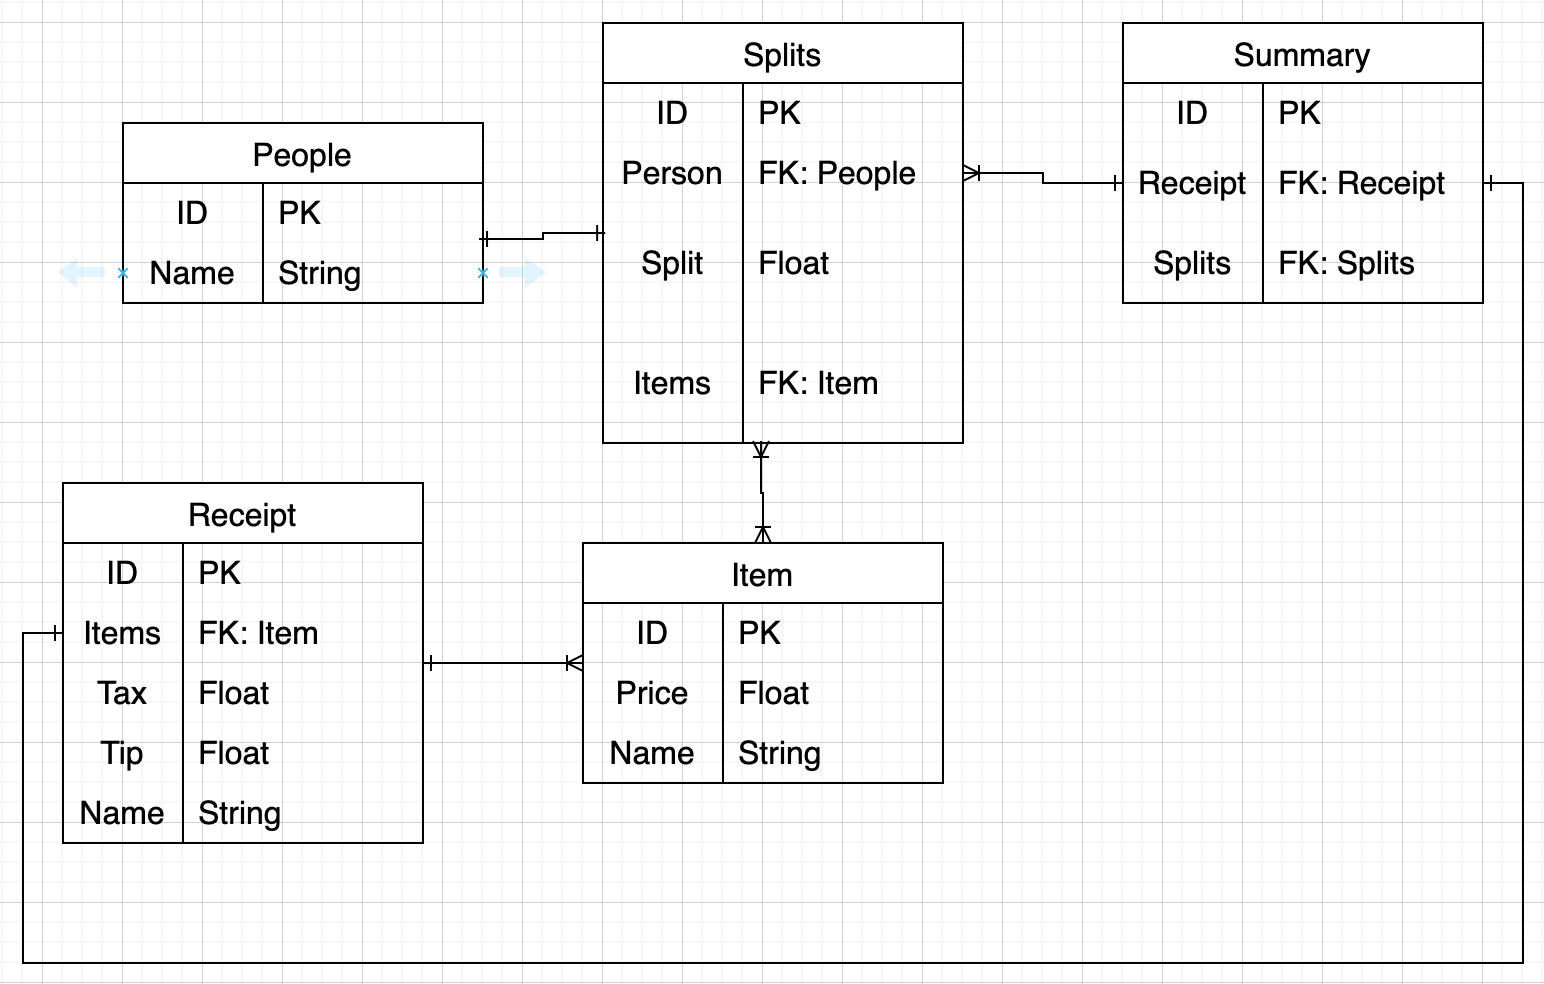 People
ID PK
Name String
Splits
ID PK
Person FK: People
Split Float
Items FK: Item
Summary
ID PK
Receipt FK: Receipt
Splits FK: Splits
Receipt
ID PK
Items FK: Item
Tax Float
Tip Float
Name String
Item
ID PK
Price Float
Name String